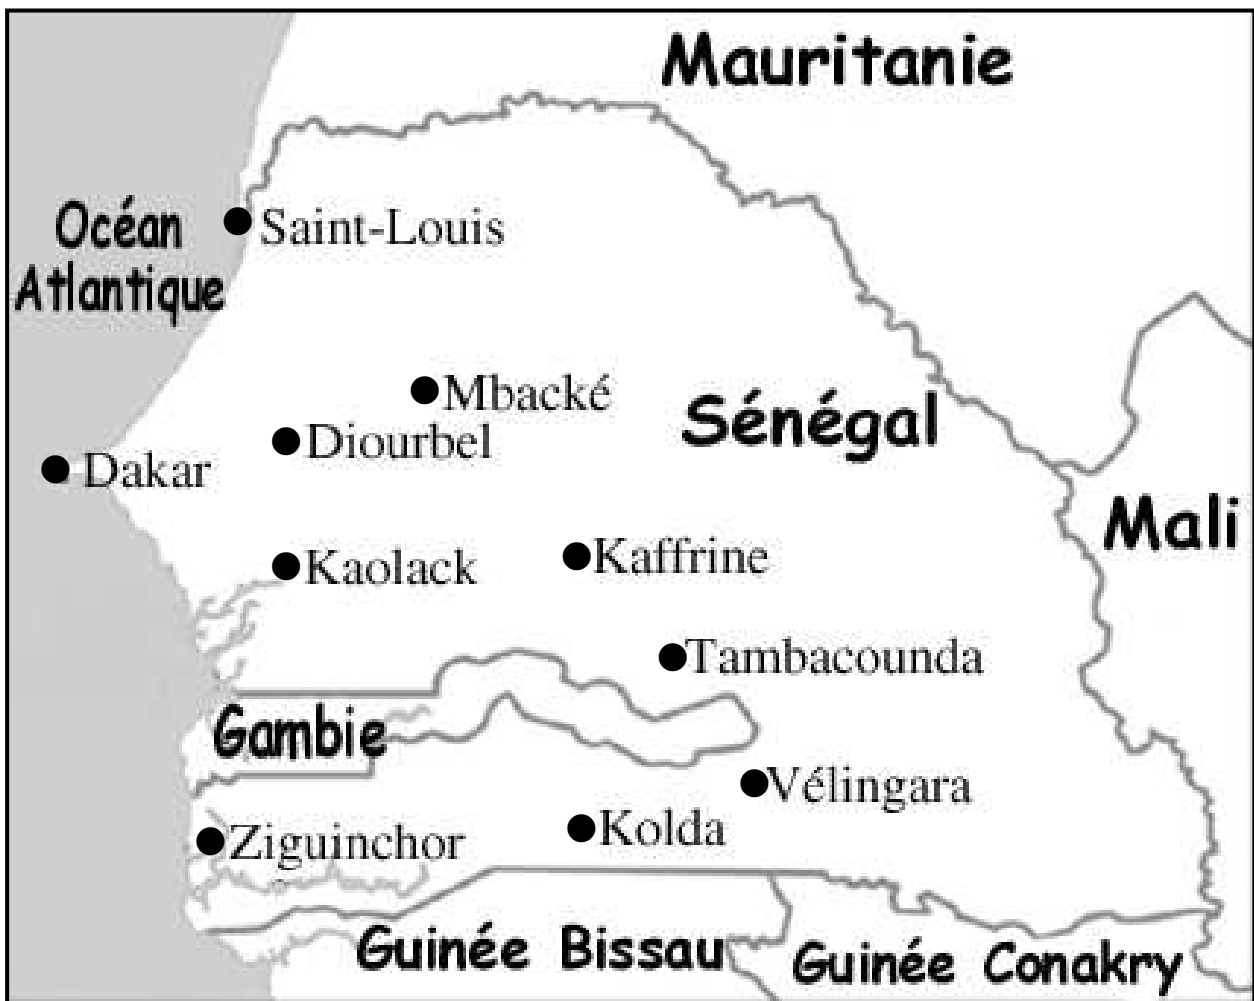 Mauritanie
Océan
Atlantique
Saint-Louis
Mbacké
Sénégal
Diourbel
Dakar
Mali
Kaolack
Kaffrine
Tambacounda
Gambie
Vélingara
Ziguinchor
Kolda
Guinée Bissau
Guinée Conakry